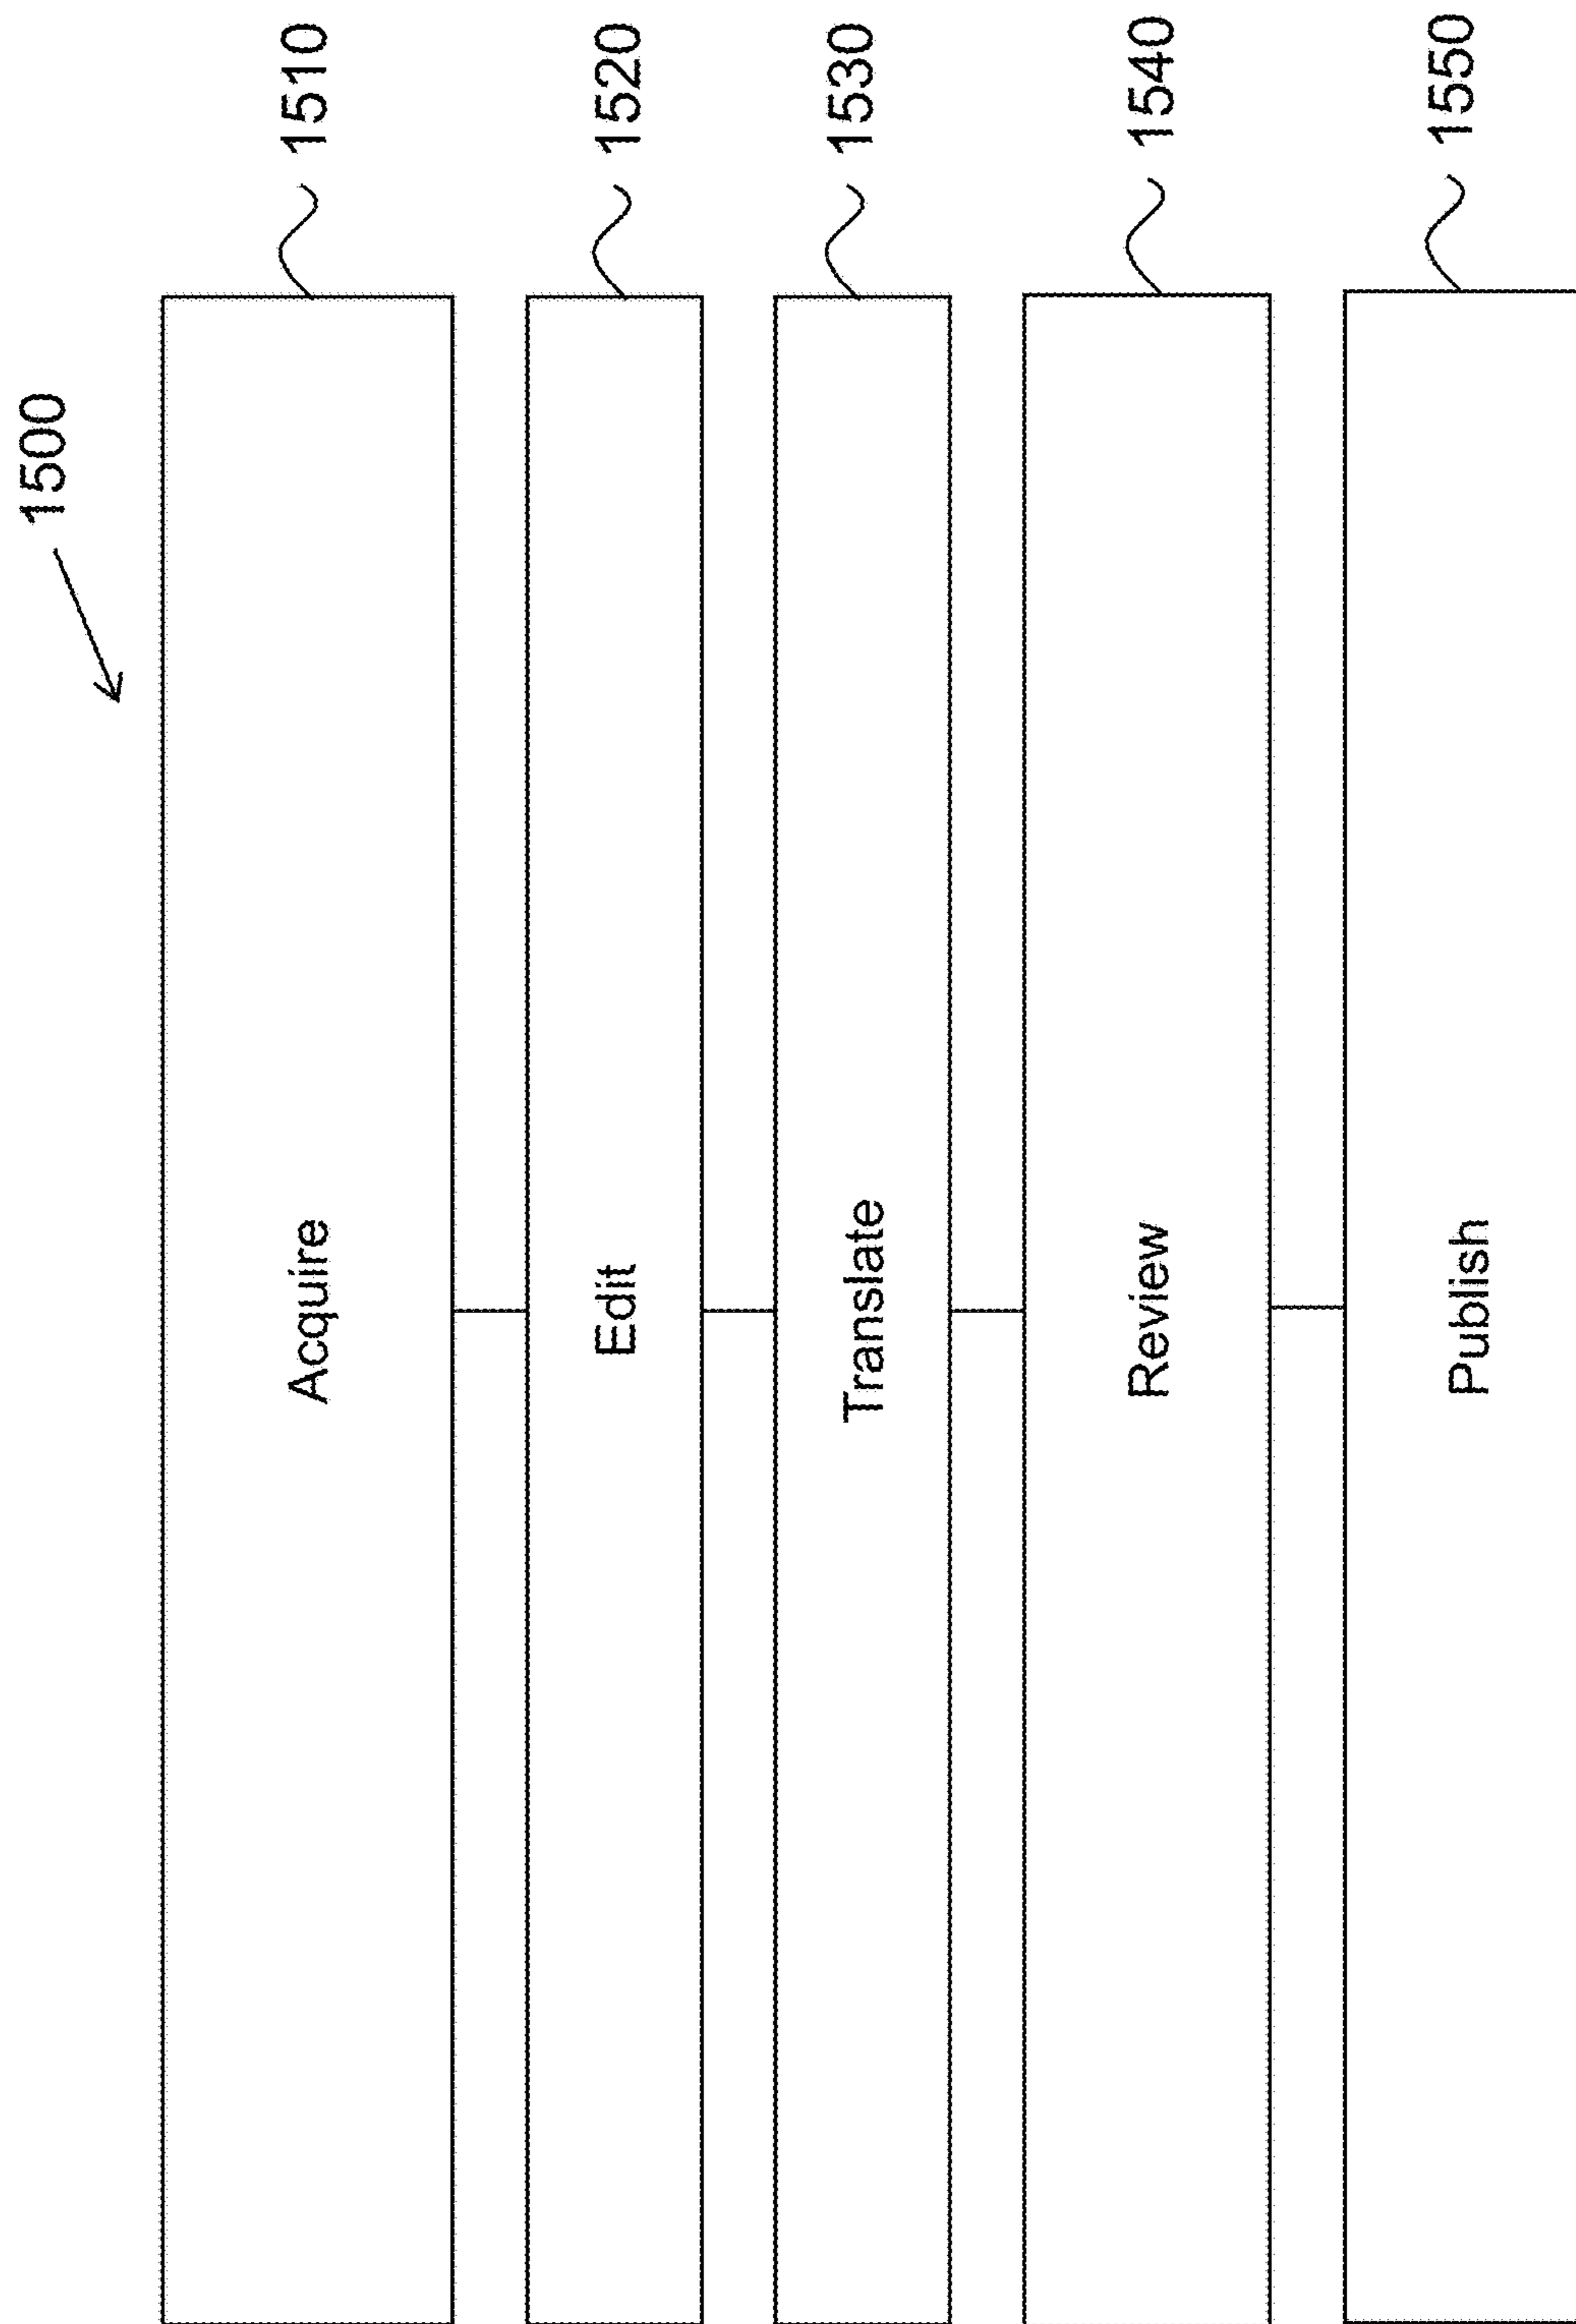 1500
Acquire 1510
Edit 1520
Translate 1530
Review 1540
Publish 1550